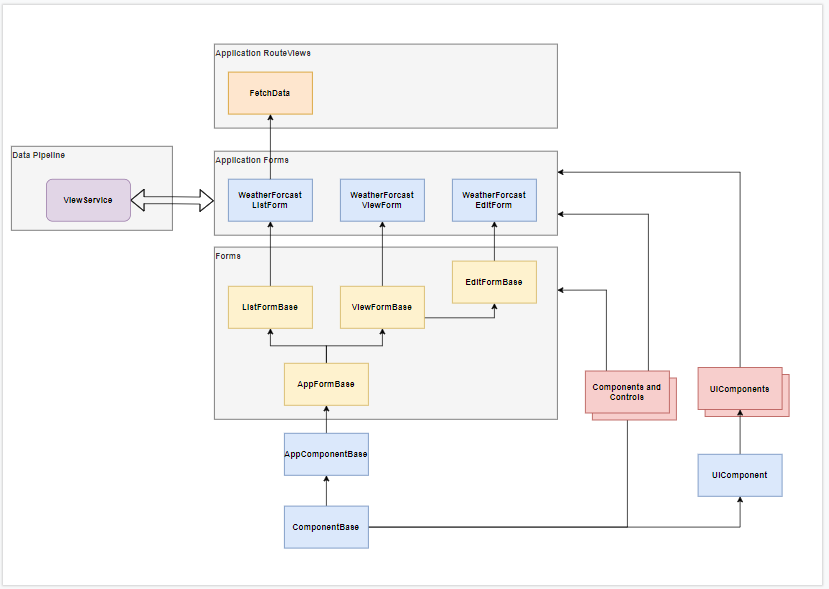 Application RouteViews
FetchData
Data Pipeline
ViewService
Application Forms
WeatherForcast
ListForm
WeatherForcast
ViewForm
WeatherForcast
EditForm
Forms
EditFormBase
ListFormBase
ViewFormBase
AppFormBase
Components and
Controls
UIComponents
AppComponentBase
UIComponent
ComponentBase